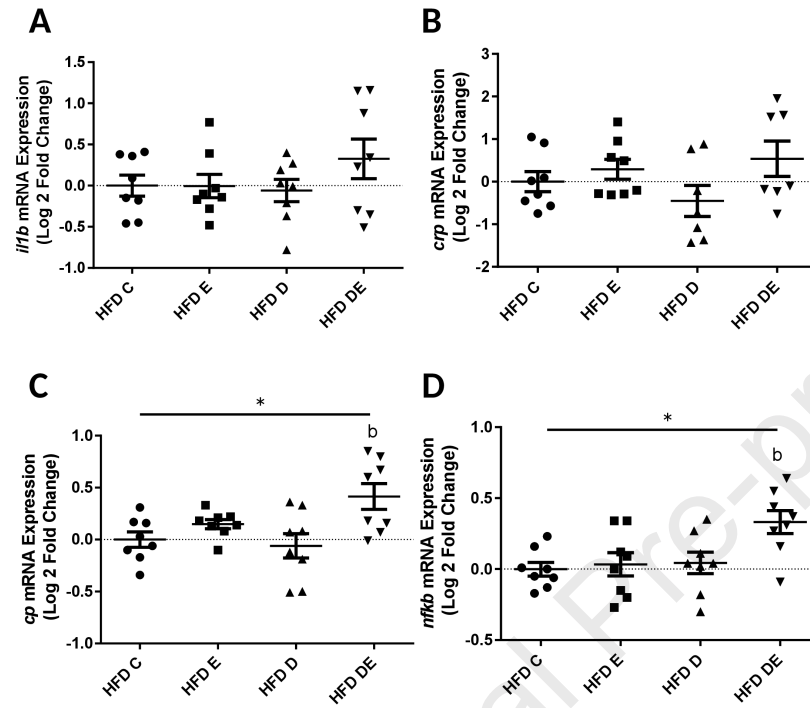 A
il1b mRNA Expression
(Log 2 Fold Change)
1.5
1.0
0.5
0.0
-0.5
-1.0
HFD C
HFD E
HFD D
HFD DE
B
crp mRNA Expression
(Log 2 Fold Change)
3
2
1
0
-1
-2
HFD C
HFD E
HFD D
HFD DE
C
cp mRNA Expression
(Log 2 Fold Change)
*
b
1.0
0.5
0.0
-0.5
-1.0
HFD C
HFD E
HFD D
HFD DE
D
nfkb mRNA Expression
(Log 2 Fold Change)
*
b
1.0
0.5
0.0
-0.5
HFD C
HFD E
HFD D
HFD DE
al Pre-p